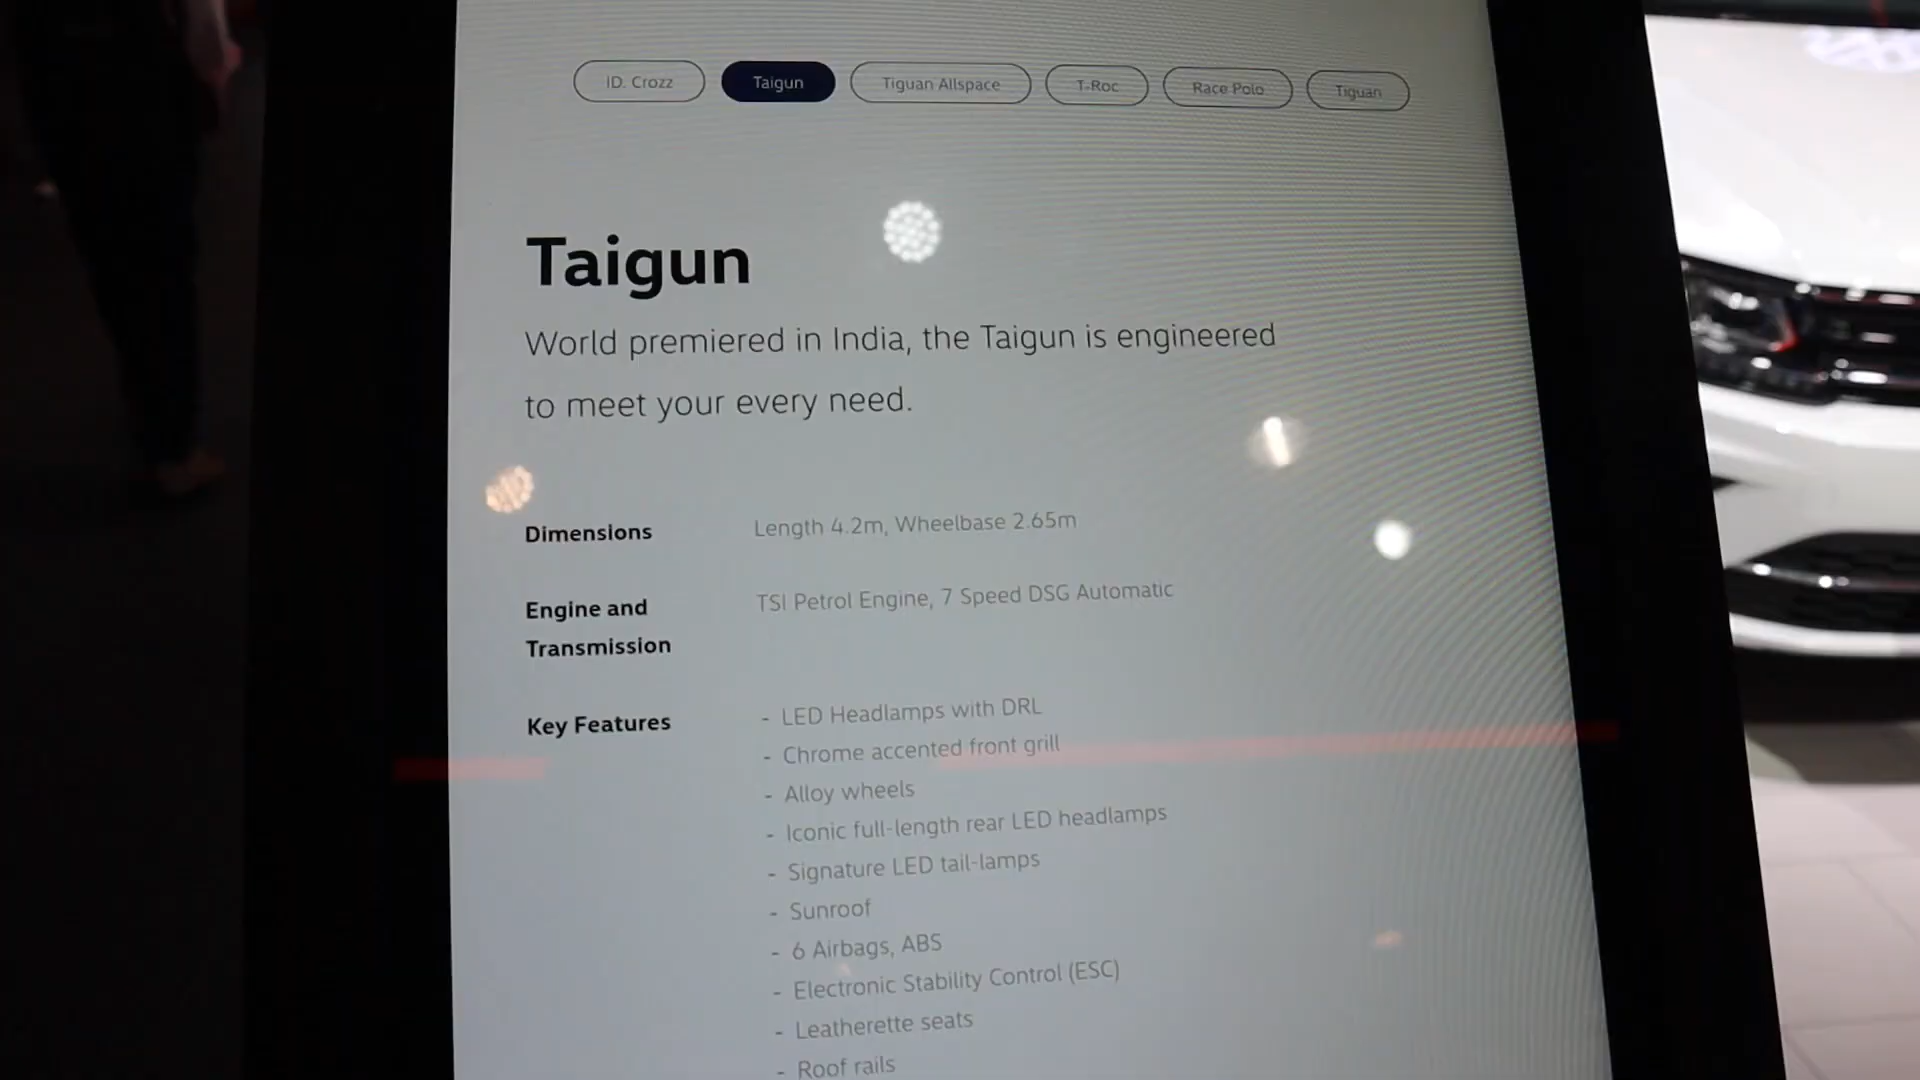 ID. Crozz Taigun Tiguan Allspace T-Roc Race Polo Tiguan
Taigun
World premiered in India, the Taigun is engineered
to meet your every need.
Dimensions Length 4.2m, Wheelbase 2.65m
Engine and TSI Petrol Engine, 7 Speed DSG Automatic
Transmission
Key Features - LED Headlamps with DRL
- Chrome accented front grill
- Alloy wheels
- Iconic full-length rear LED headlamps
- Signature LED tail-lamps
- Sunroof
- 6 Airbags, ABS
- Electronic Stability Control (ESC)
- Leatherette seats
- Roof rails